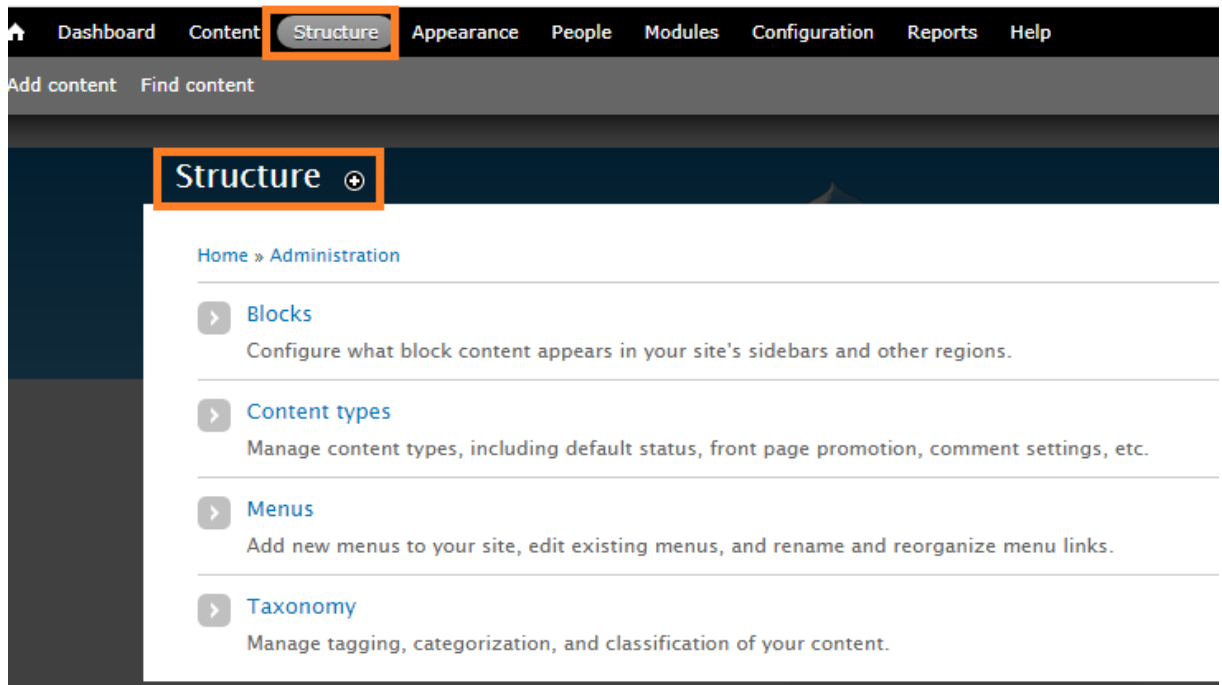 Dashboard Content Structure Appearance People Modules Configuration Reports Help
Add content Find content
Structure
Home » Administration
Blocks
Configure what block content appears in your site's sidebars and other regions.
Content types
Manage content types, including default status, front page promotion, comment settings, etc.
Menus
Add new menus to your site, edit existing menus, and rename and reorganize menu links.
Taxonomy
Manage tagging, categorization, and classification of your content.